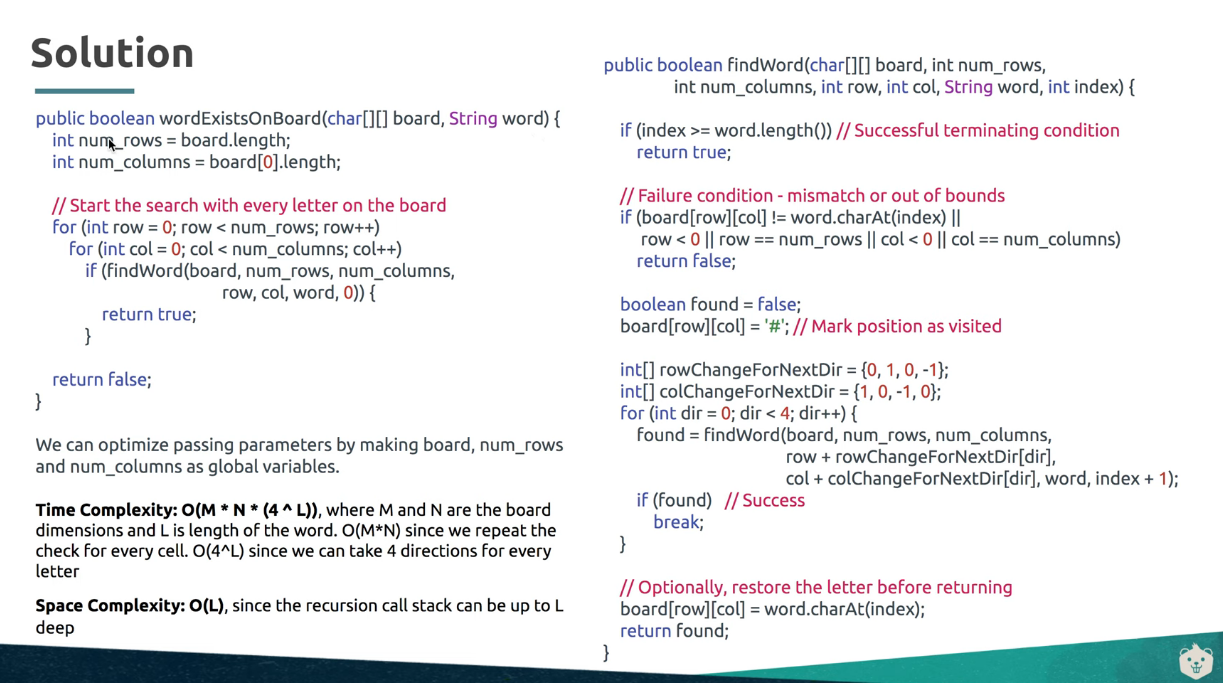 Solution
public boolean wordExistsOnBoard(char[][] board, String word) {
int num_rows = board.length;
int num_columns = board[0].length;
// Start the search with every letter on the board
for (int row = 0; row < num_rows; row++)
for (int col = 0; col < num_columns; col++)
if (findWord(board, num_rows, num_columns,
row, col, word, 0)) {
return true;
}
return false;
}
We can optimize passing parameters by making board, num_rows
and num_columns as global variables.
Time Complexity: O(M * N * (4 ^ L)), where M and N are the board
dimensions and L is length of the word. O(M*N) since we repeat the
check for every cell. O(4^L) since we can take 4 directions for every
letter
Space Complexity: O(L), since the recursion call stack can be up to L
deep
public boolean findWord(char[][] board, int num_rows,
int num_columns, int row, int col, String word, int index) {
if (index >= word.length()) // Successful terminating condition
return true;
// Failure condition - mismatch or out of bounds
if (board[row][col] != word.charAt(index) ||
row < 0 || row == num_rows || col < 0 || col == num_columns)
return false;
boolean found = false;
board[row][col] = '#'; // Mark position as visited
int[] rowChangeForNextDir = {0, 1, 0, -1};
int[] colChangeForNextDir = {1, 0, -1, 0};
for (int dir = 0; dir < 4; dir++) {
found = findWord(board, num_rows, num_columns,
row + rowChangeForNextDir[dir],
col + colChangeForNextDir[dir], word, index + 1);
if (found) // Success
break;
}
// Optionally, restore the letter before returning
board[row][col] = word.charAt(index);
return found;
}